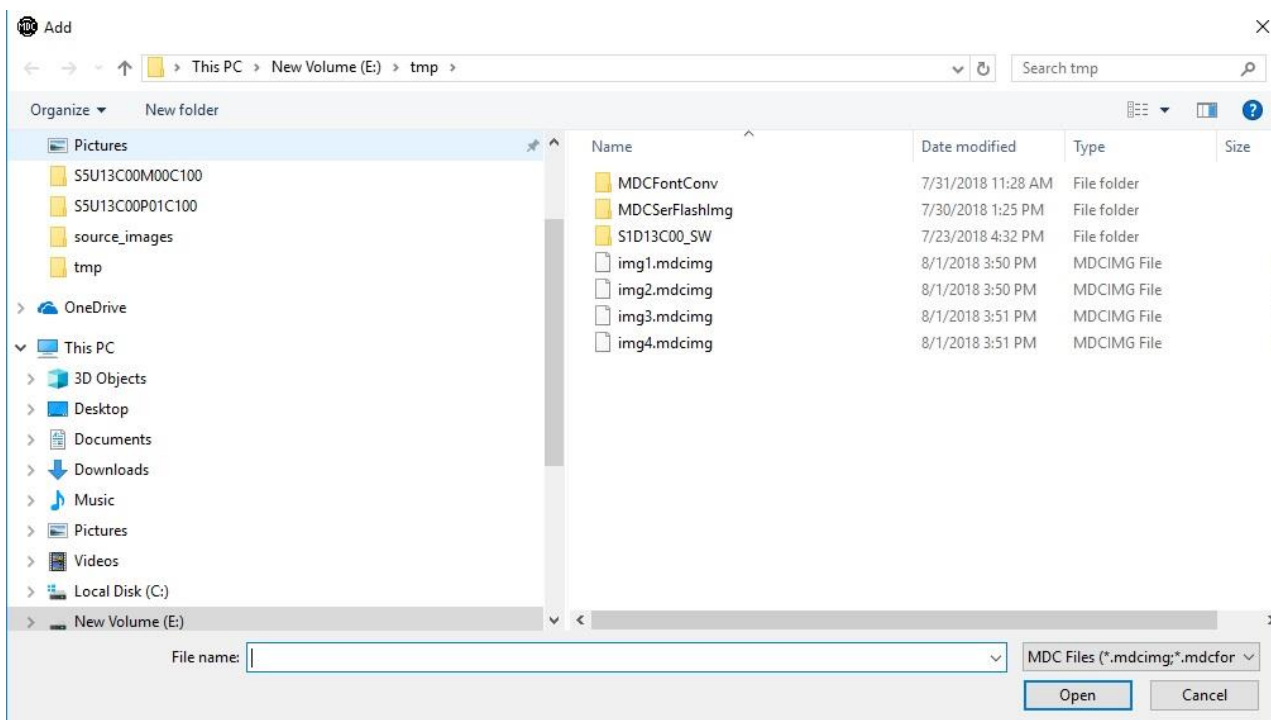 MDC Add
This PC > New Volume (E:) > tmp >
Search tmp
Organize
New folder
Pictures
S5U13C00M00C100
S5U13C00P01C100
source_images
tmp
OneDrive
This PC
3D Objects
Desktop
Documents
Downloads
Music
Pictures
Videos
Local Disk (C:)
New Volume (E:)
Name Date modified Type Size
MDCFontConv 7/31/2018 11:28 AM File folder
MDCSerFlashImg 7/30/2018 1:25 PM File folder
S1D13C00_SW 7/23/2018 4:32 PM File folder
img1.mdcimg 8/1/2018 3:50 PM MDCIMG File
img2.mdcimg 8/1/2018 3:50 PM MDCIMG File
img3.mdcimg 8/1/2018 3:51 PM MDCIMG File
img4.mdcimg 8/1/2018 3:51 PM MDCIMG File
File name:
MDC Files (*.mdcimg;*.mdcfor
Open
Cancel